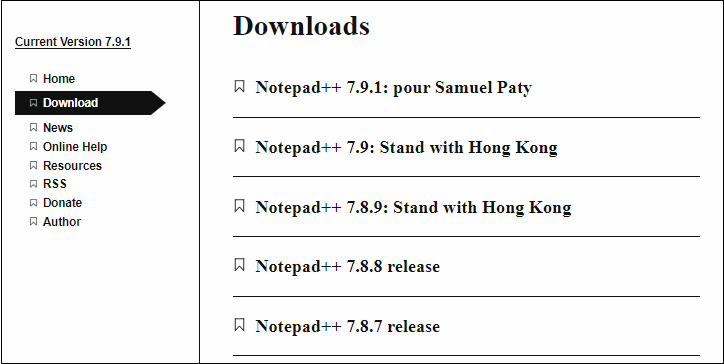 Current Version 7.9.1
Home
Download
News
Online Help
Resources
RSS
Donate
Author
Downloads
Notepad++ 7.9.1: pour Samuel Paty
Notepad++ 7.9: Stand with Hong Kong
Notepad++ 7.8.9: Stand with Hong Kong
Notepad++ 7.8.8 release
Notepad++ 7.8.7 release